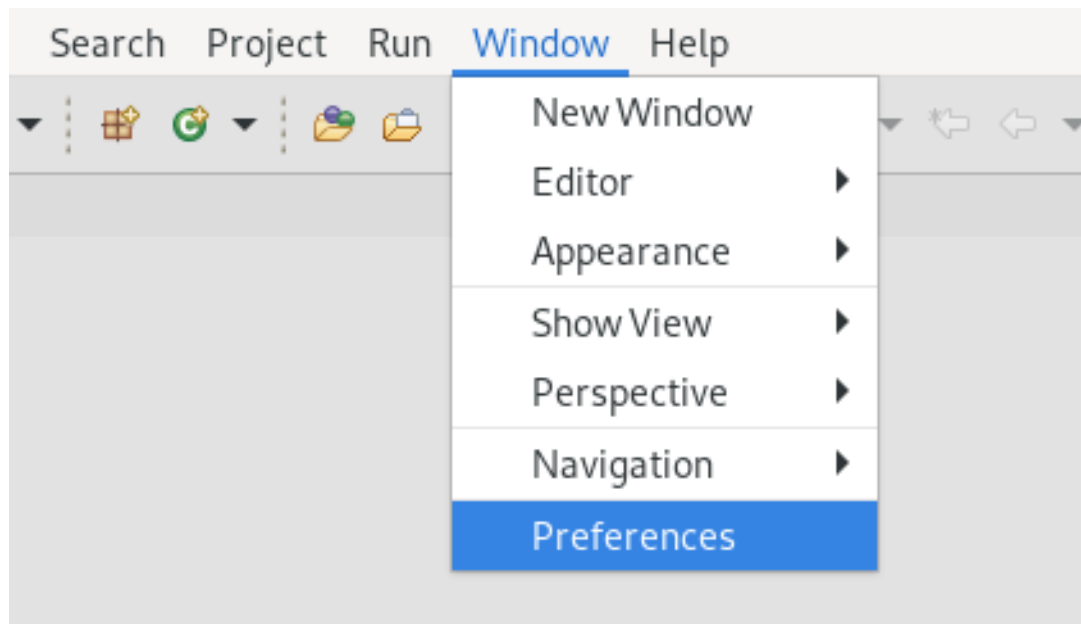 Search Project Run Window Help
New Window
Editor
Appearance
Show View
Perspective
Navigation
Preferences